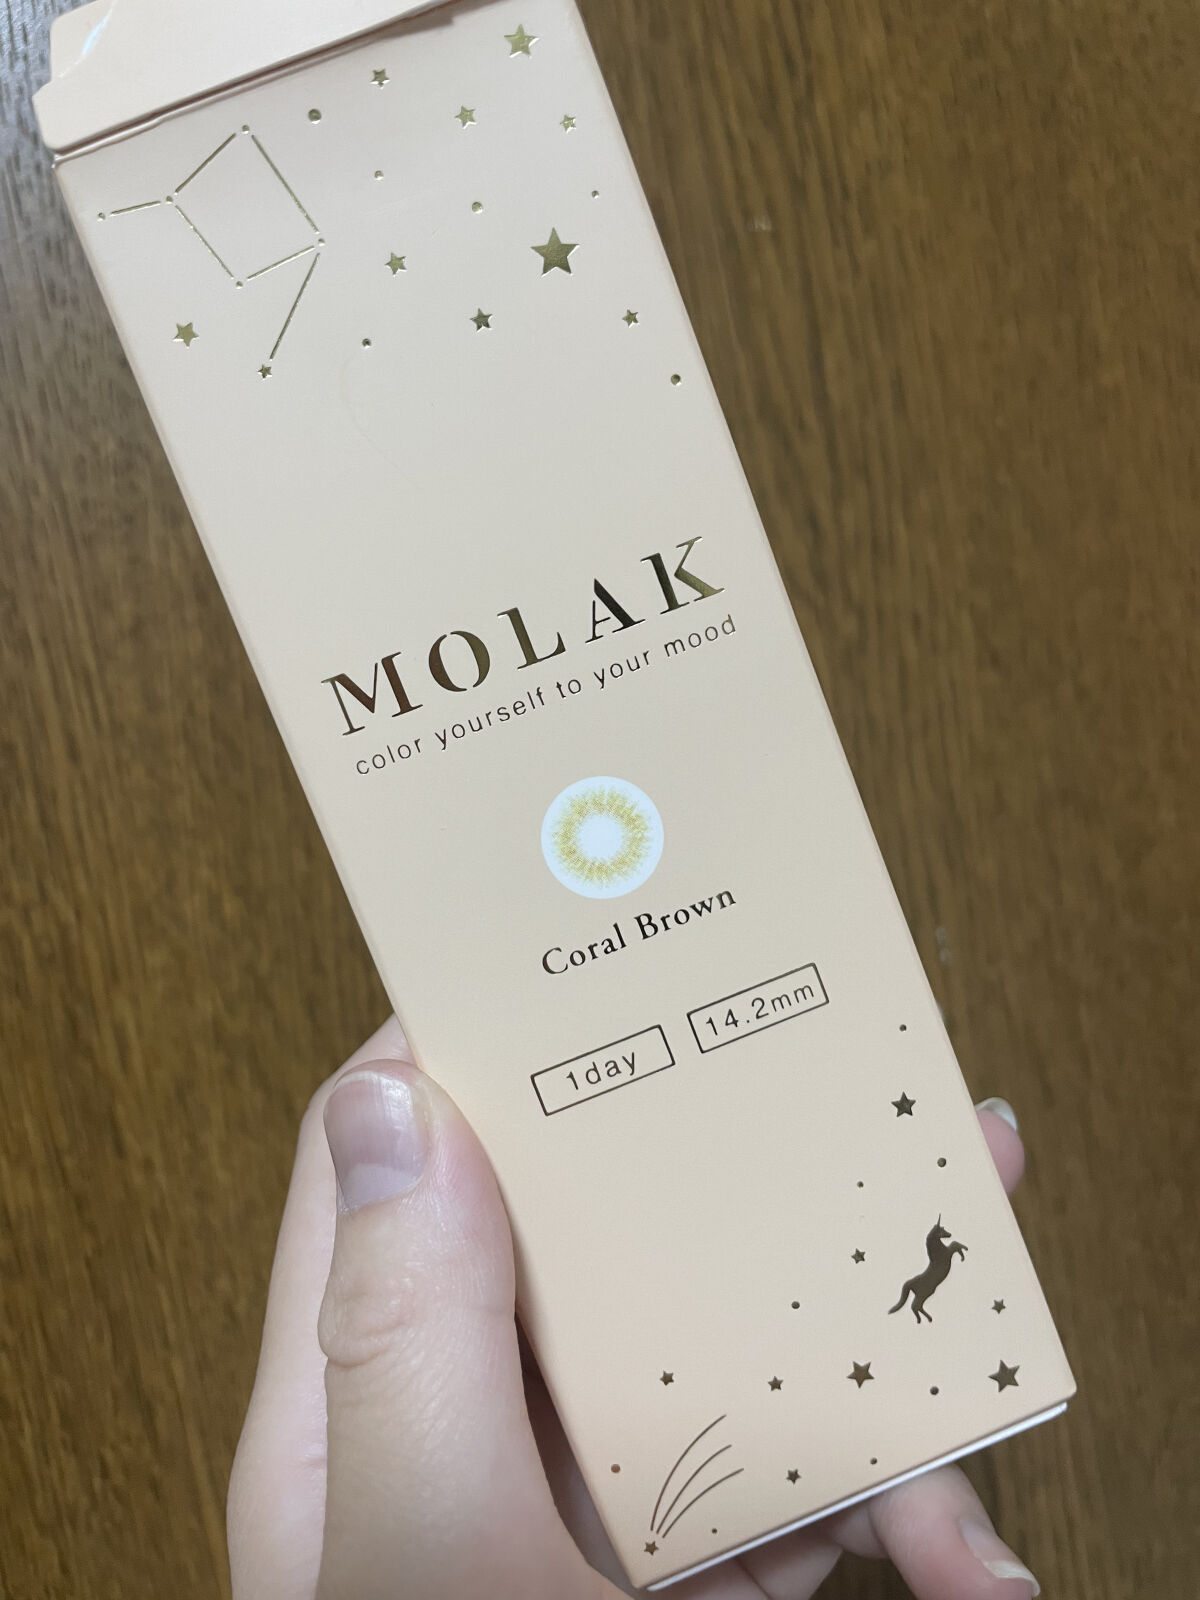 MOLAK
color yourself to your mood
Coral Brown
1day
14.2mm